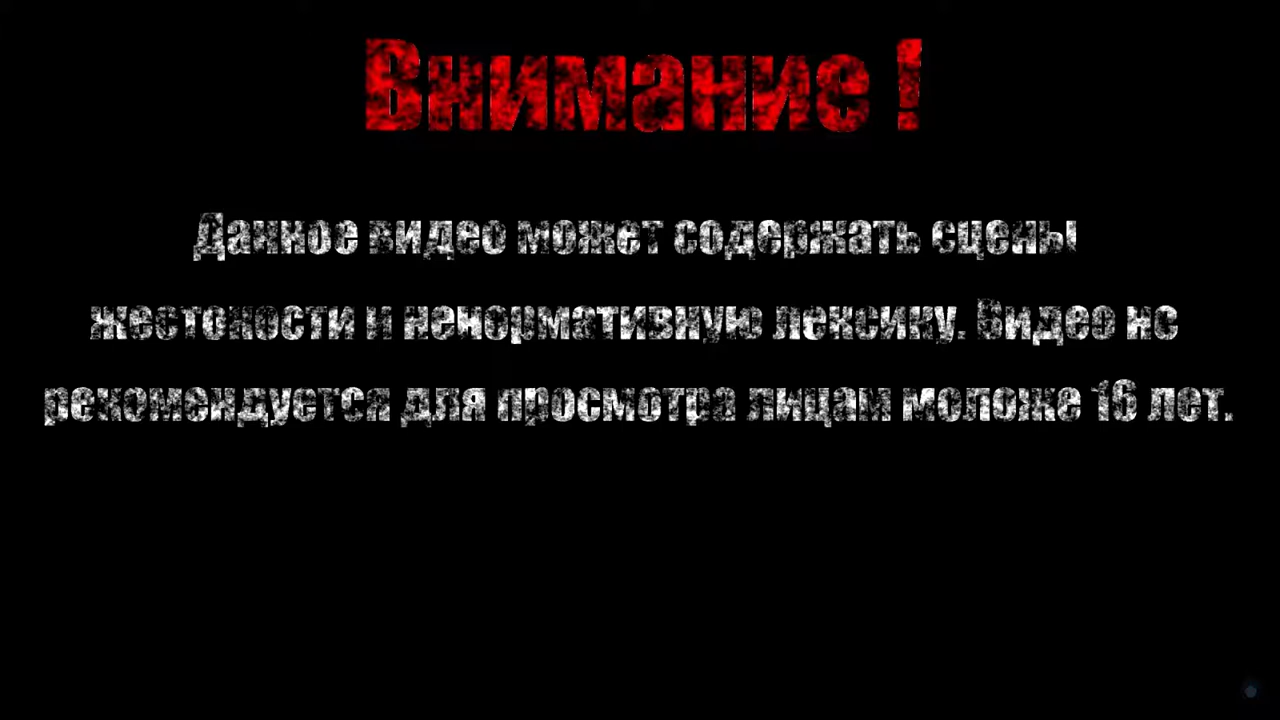 Внимание !
Данное видео может содержать сцены
жестокости и ненормативную лексику. Видео не
рекомендуется для просмотра лицам моложе 16 лет.